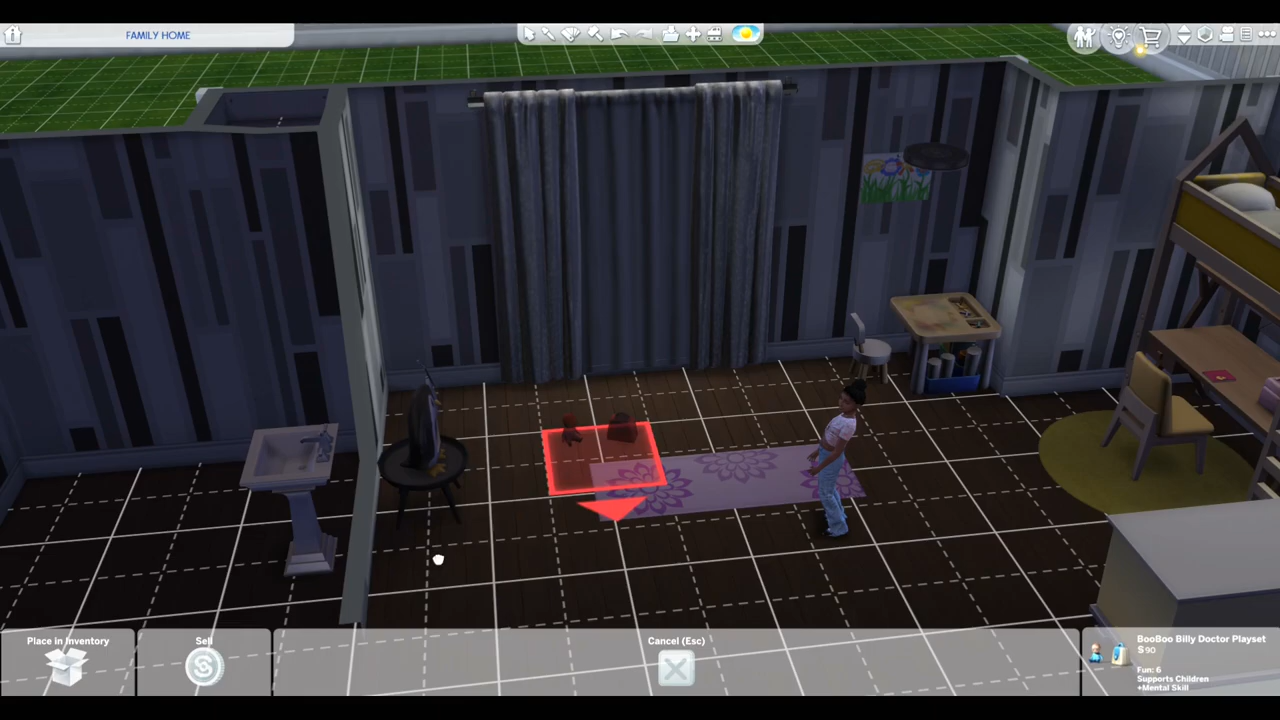 FAMILY HOME
Place in Inventory
Sell
Cancel (Esc)
BooBoo Billy Doctor Playset
§90
Fun: 6
Supports Children
+Mental Skill